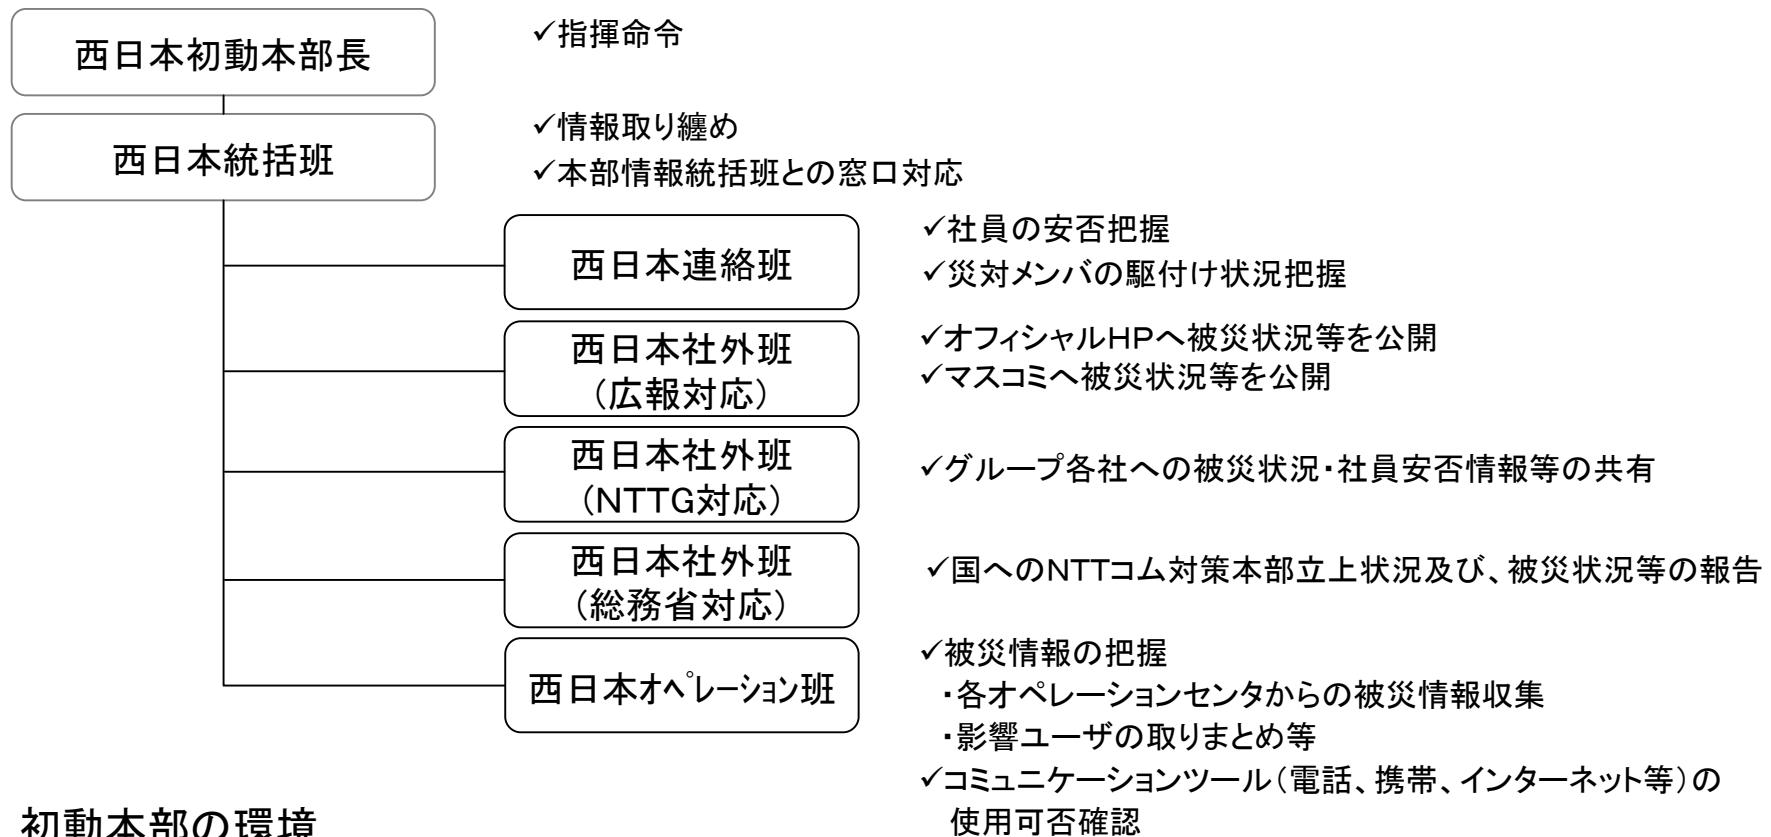 西日本初動本部長
✓指揮命令
西日本統括班
✓情報取り纏め
✓本部情報統括班との窓口対応
西日本連絡班
✓社員の安否把握
✓災対メンバの駆付け状況把握
西日本社外班
（広報対応）
✓オフィシャルＨＰへ被災状況等を公開
✓マスコミへ被災状況等を公開
西日本社外班
（NTTG対応）
✓グループ各社への被災状況・社員安否情報等の共有
西日本社外班
（総務省対応）
✓国へのNTTコム対策本部立上状況及び、被災状況等の報告
西日本ｵﾍﾟﾚｰｼｮﾝ班
✓被災情報の把握
・各オペレーションセンタからの被災情報収集
・影響ユーザの取りまとめ等
✓コミュニケーションツール（電話、携帯、インターネット等）の
使用可否確認
初動本部の環境